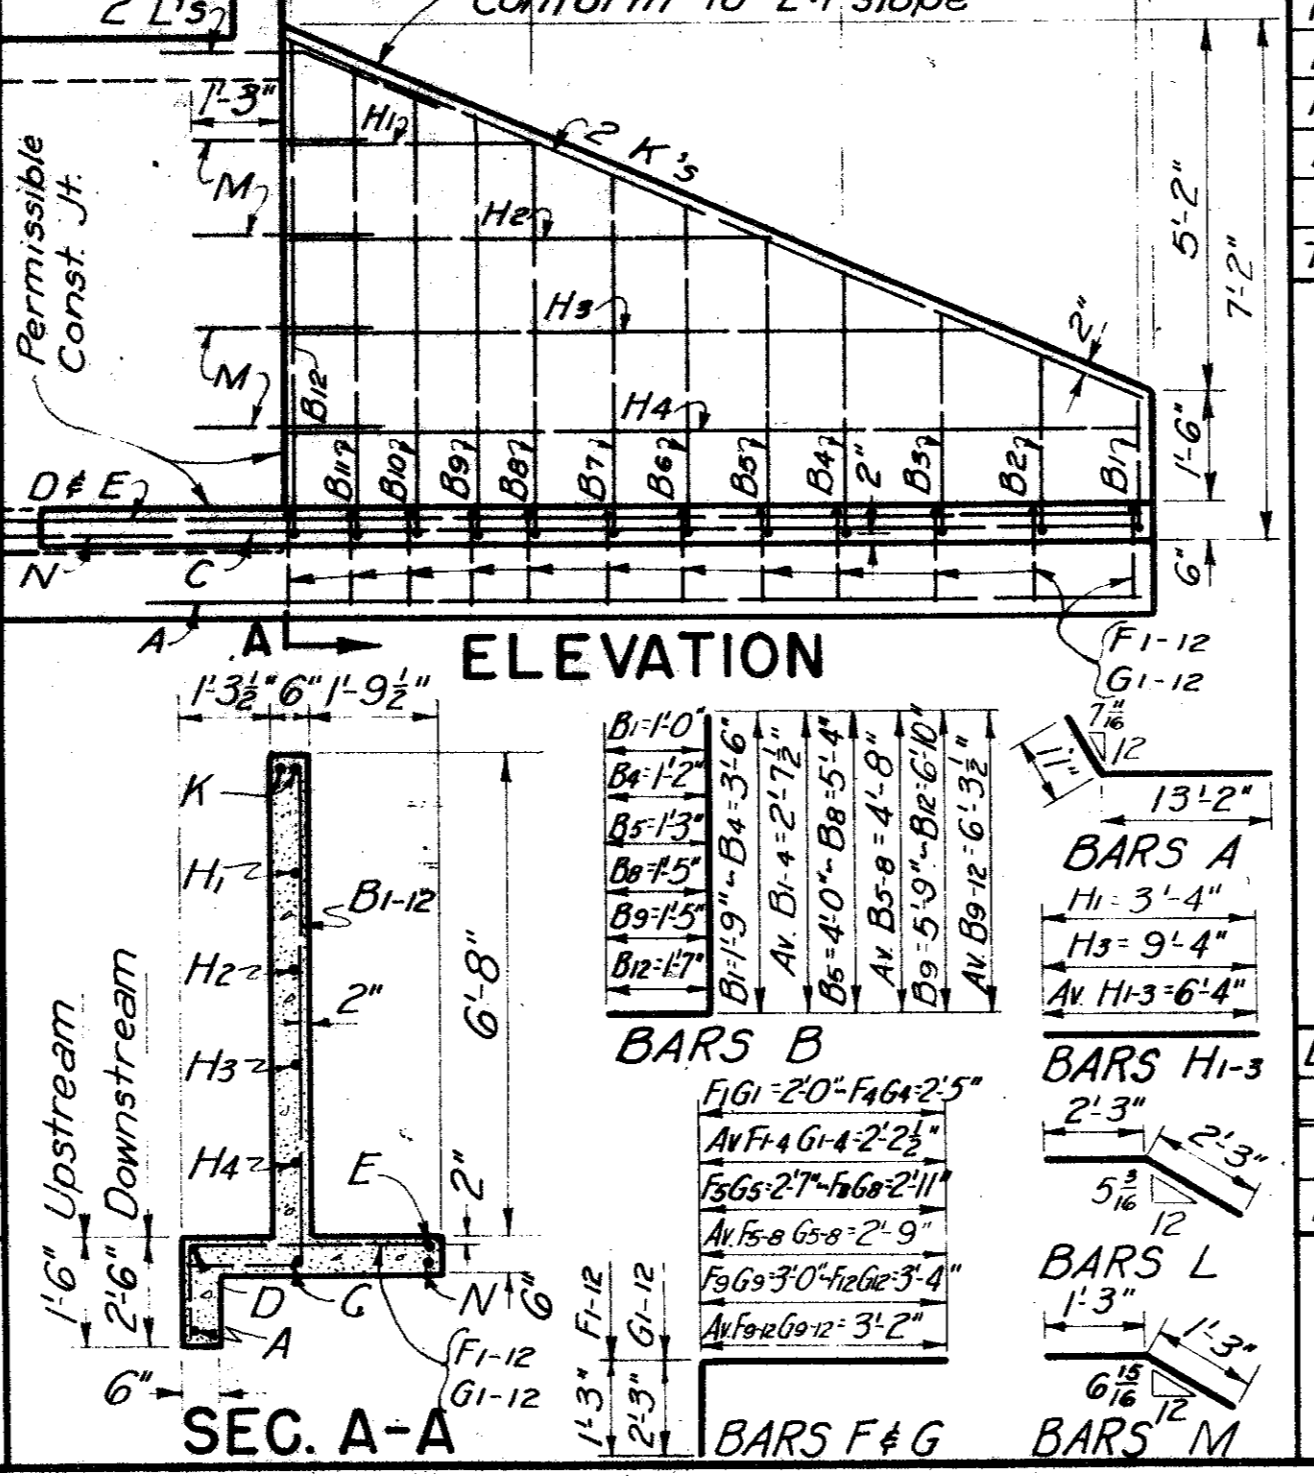 2 L's
Conform to 2:1 slope
1'-3"
H1
2 K's
Permissible
Const. Jt.
M
H2
5'-2"
7'-2"
H3
2"
M
B12
H4
1'-6"
B11
B10
B9
B8
B7
B6
B5
B4
2"
B3
B2
B1
D & E
N
C
6"
A
A
ELEVATION
F1-12
G1-12
1'-3½" 6" 1'-9½"
K
H1
B1-12
H2
2"
6'-8"
H3
H4
E
2"
1'-6" Upstream
2'-6" Downstream
D
C
N
6"
A
F1-12
G1-12
6"
SEC. A-A
B1=1'-0"
B4=1'-2"
B5=1'3"
B8=1'-5"
B9=1'-5"
B12=1'-7"
B1=1'-9"~B4=3'-6"
Av. B1-4=2'-7½"
B5=4'-0"~B8=5'-4"
Av. B5-8=4'-8"
B9=5'-9"~B12=6'-10"
Av. B9-12=6'-3½"
BARS B
F1G1=2'-0"~F4G4=2'-5"
Av F1-4 G1-4=2'-2½"
F5G5=2'-7"~F8G8=2'-11"
Av. F5-8 G5-8=2'-9"
F9G9=3'-0"~F12G12=3'-4"
Av. F9-12 G9-12=3'-2"
F1-12
G1-12
1'-3"
2'-3"
BARS F & G
7 11/16
12
11"
13'-2"
BARS A
H1=3'-4"
H3=9'-4"
Av. H1-3=6'-4"
BARS H1-3
2'-3"
2'-3"
5 3/16
12
BARS L
1'-3"
1'-3"
6 15/16
12
BARS M